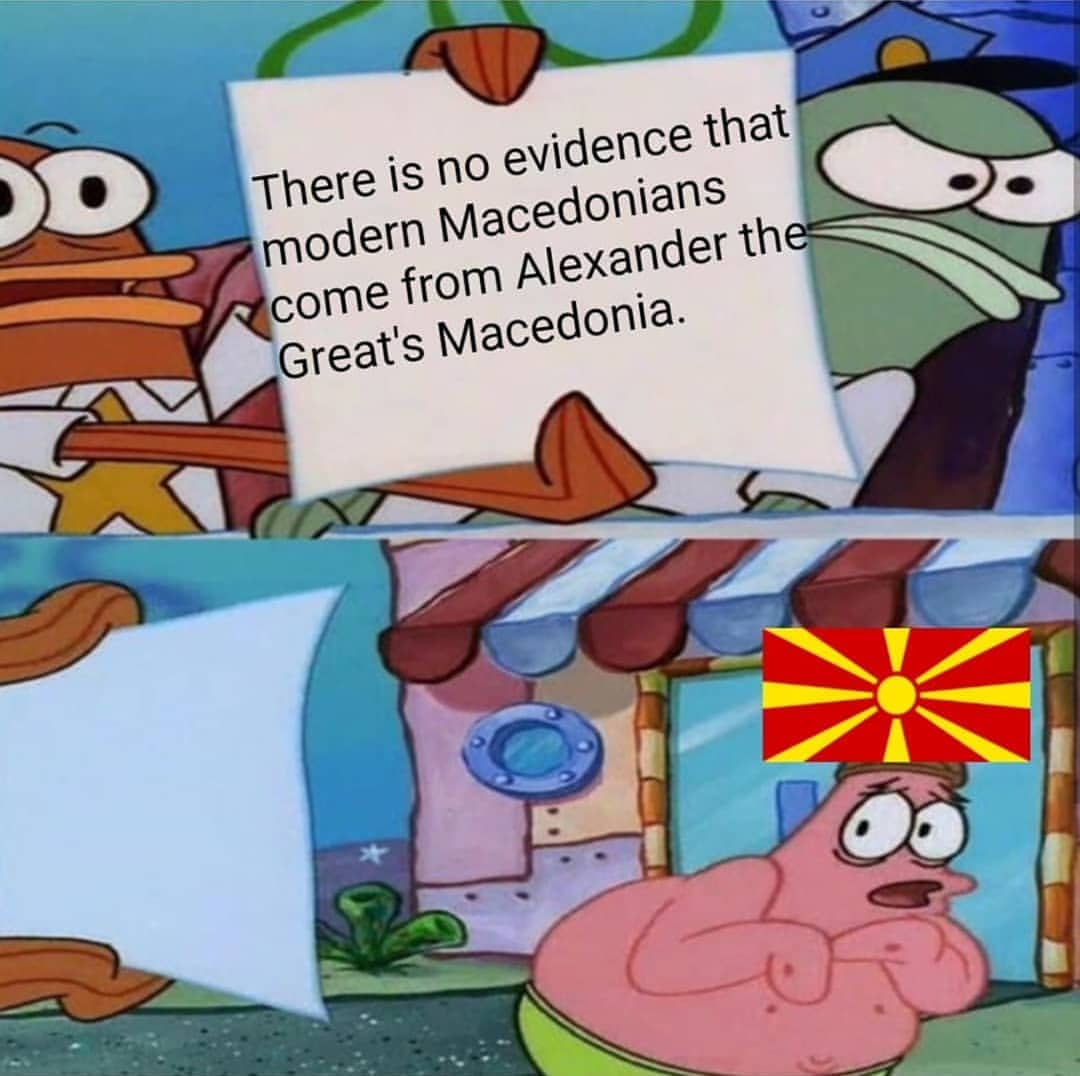 There is no evidence that
modern Macedonians
come from Alexander the
Great's Macedonia.